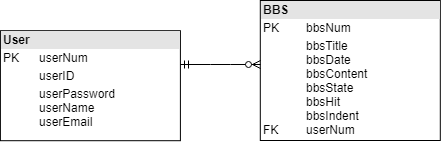 User
PK userNum
userID
userPassword
userName
userEmail
BBS
PK bbsNum
bbsTitle
bbsDate
bbsContent
bbsState
bbsHit
bbsIndent
FK userNum